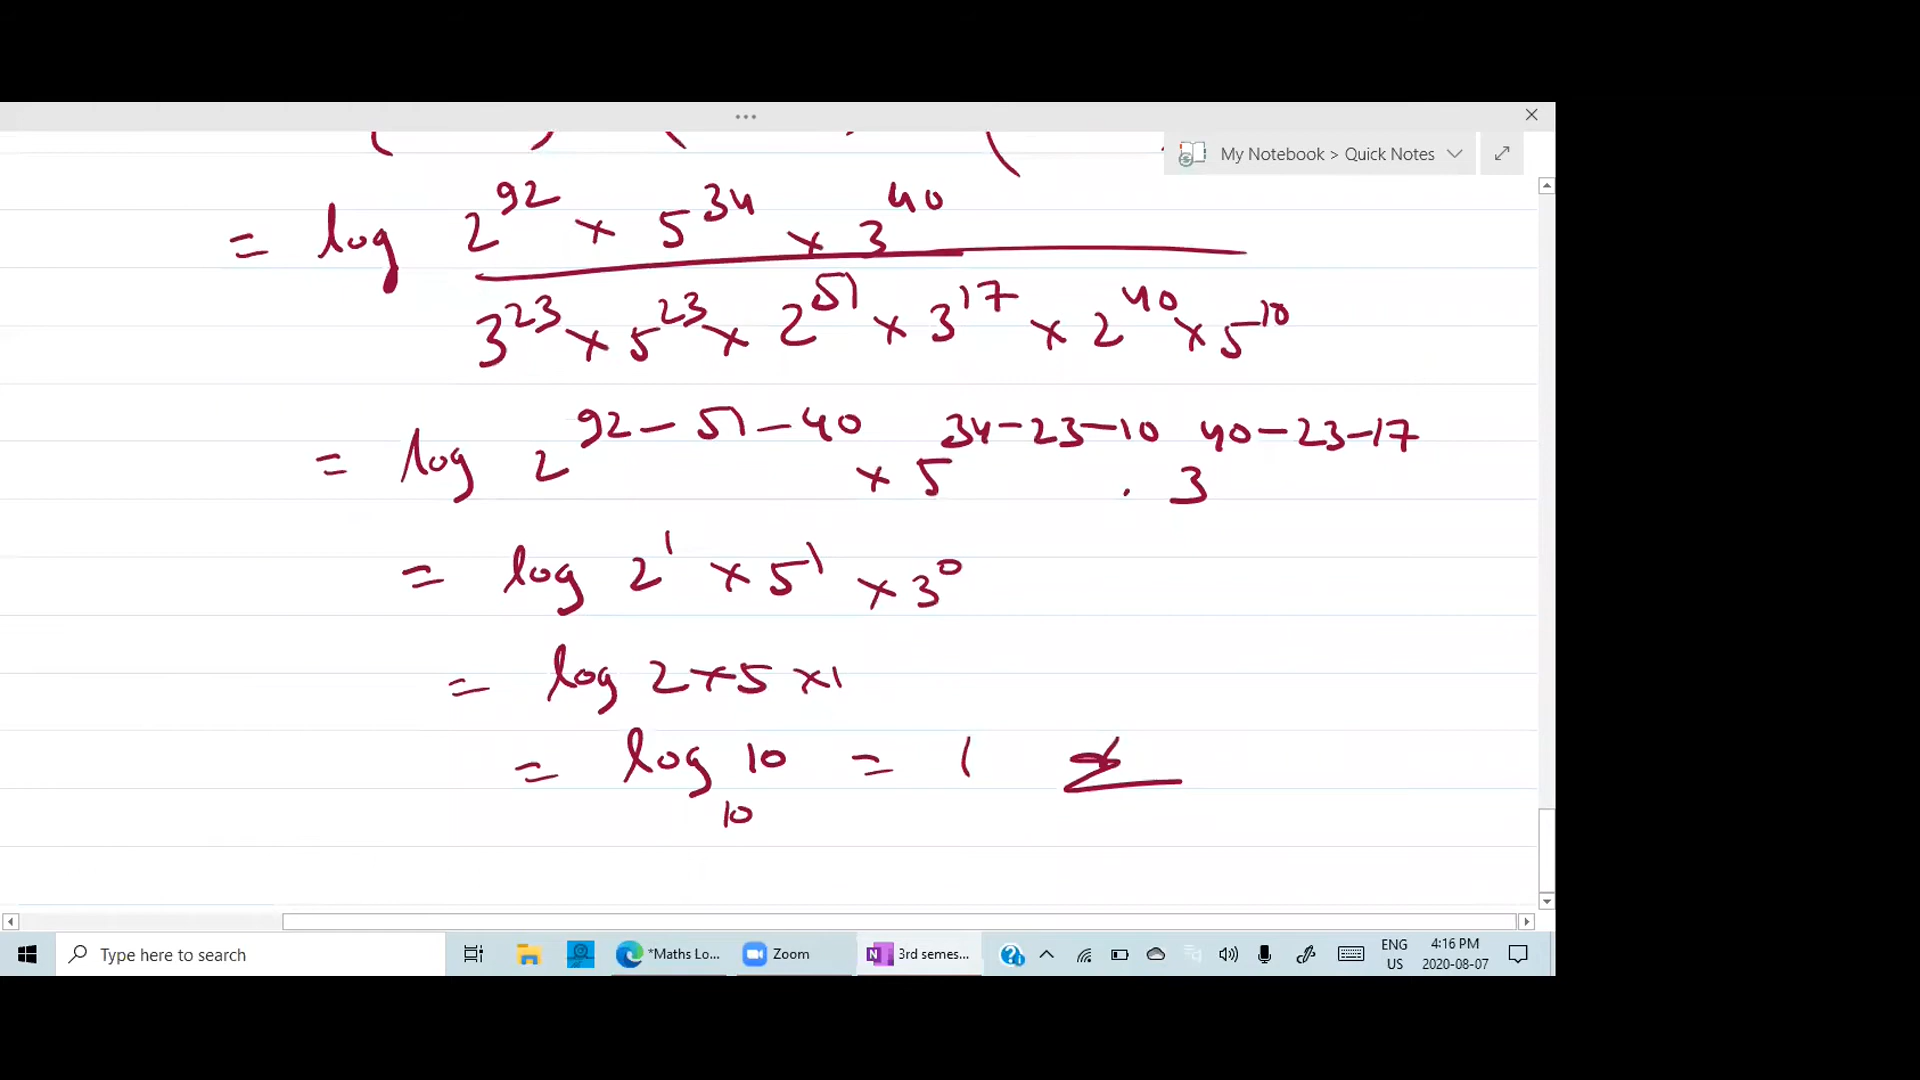 My Notebook > Quick Notes
= log 2^92 × 5^34 × 3^40
3^23 × 5^23 × 2^51 × 3^17 × 2^40 × 5^10
= log 2^92-51-40 × 5^34-23-10 . 3^40-23-17
= log 2^1 × 5^1 × 3^0
= log 2×5×1
= log_10 10 = 1
Type here to search
*Maths Lo...
Zoom
3rd semes...
ENG
US
4:16 PM
2020-08-07